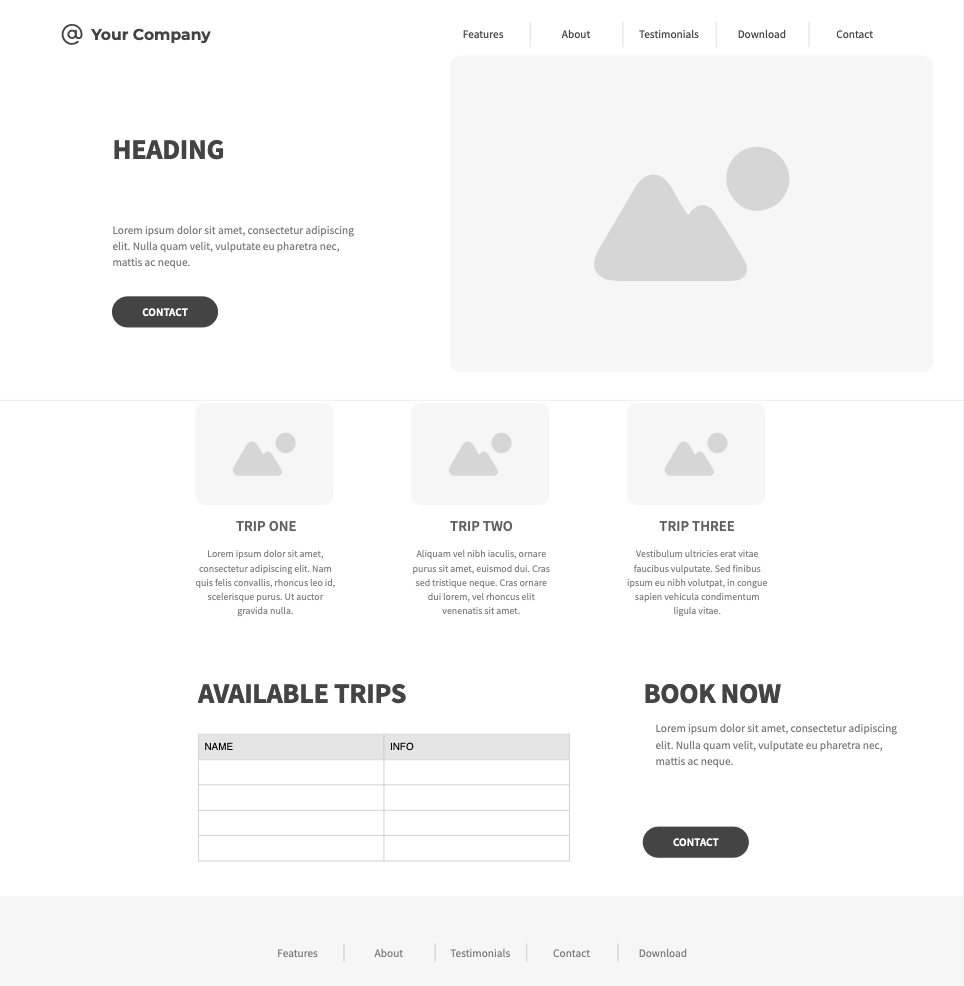 @ Your Company
Features
About
Testimonials
Download
Contact
HEADING
Lorem ipsum dolor sit amet, consectetur adipiscing
elit. Nulla quam velit, vulputate eu pharetra nec,
mattis ac neque.
CONTACT
TRIP ONE
Lorem ipsum dolor sit amet,
consectetur adipiscing elit. Nam
quis felis convallis, rhoncus leo id,
scelerisque purus. Ut auctor
gravida nulla.
TRIP TWO
Aliquam vel nibh iaculis, ornare
purus sit amet, euismod dui. Cras
sed tristique neque. Cras ornare
dui lorem, vel rhoncus elit
venenatis sit amet.
TRIP THREE
Vestibulum ultricies erat vitae
faucibus vulputate. Sed finibus
ipsum eu nibh volutpat, in congue
sapien vehicula condimentum
ligula vitae.
AVAILABLE TRIPS
NAME
INFO
BOOK NOW
Lorem ipsum dolor sit amet, consectetur adipiscing
elit. Nulla quam velit, vulputate eu pharetra nec,
mattis ac neque.
CONTACT
Features
About
Testimonials
Contact
Download